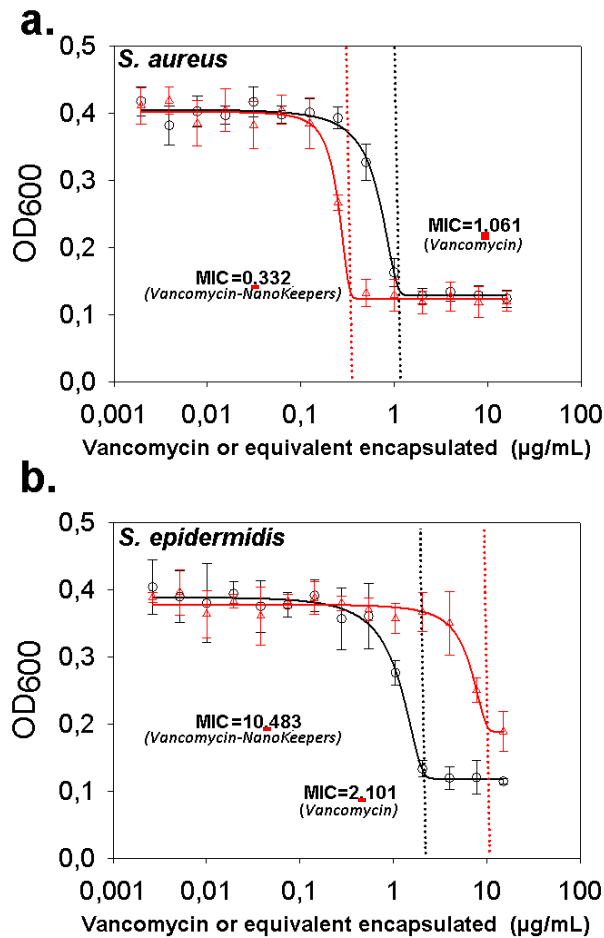 a.
S. aureus
0,5
0,4
0,3
0,2
0,1
0,0
OD600
MIC=1,061
(Vancomycin)
MIC=0,332
(Vancomycin-NanoKeepers)
0,001 0,01 0,1 1 10 100
Vancomycin or equivalent encapsulated (µg/mL)
b.
S. epidermidis
0,5
0,4
0,3
0,2
0,1
0,0
OD600
MIC=10,483
(Vancomycin-NanoKeepers)
MIC=2,101
(Vancomycin)
0,001 0,01 0,1 1 10 100
Vancomycin or equivalent encapsulated (µg/mL)